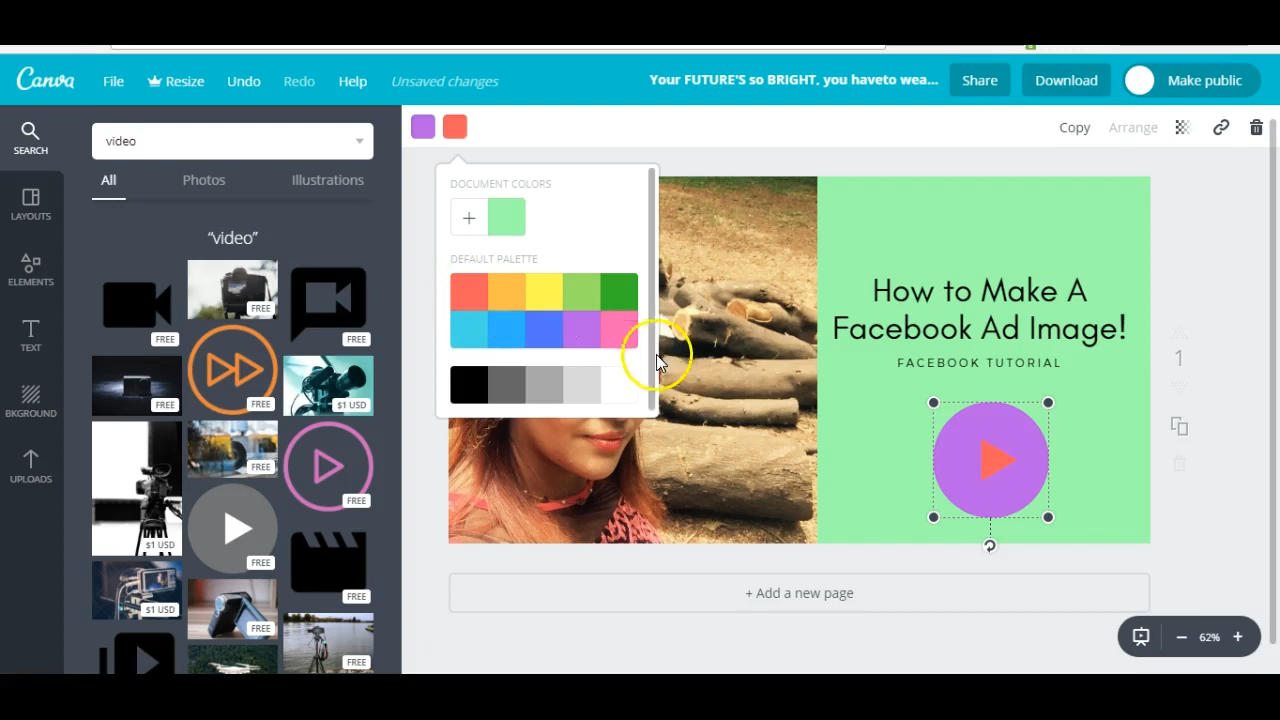 Canva
File
Resize
Undo
Redo
Help
Unsaved changes
Your FUTURE'S so BRIGHT, you haveto wea...
Share
Download
Make public
SEARCH
LAYOUTS
ELEMENTS
TEXT
BKGROUND
UPLOADS
video
All
Photos
Illustrations
“video”
FREE
FREE
FREE
FREE
FREE
$1 USD
FREE
FREE
$1 USD
FREE
FREE
$1 USD
FREE
FREE
Copy
Arrange
DOCUMENT COLORS
+
DEFAULT PALETTE
How to Make A
Facebook Ad Image!
FACEBOOK TUTORIAL
1
+ Add a new page
62%